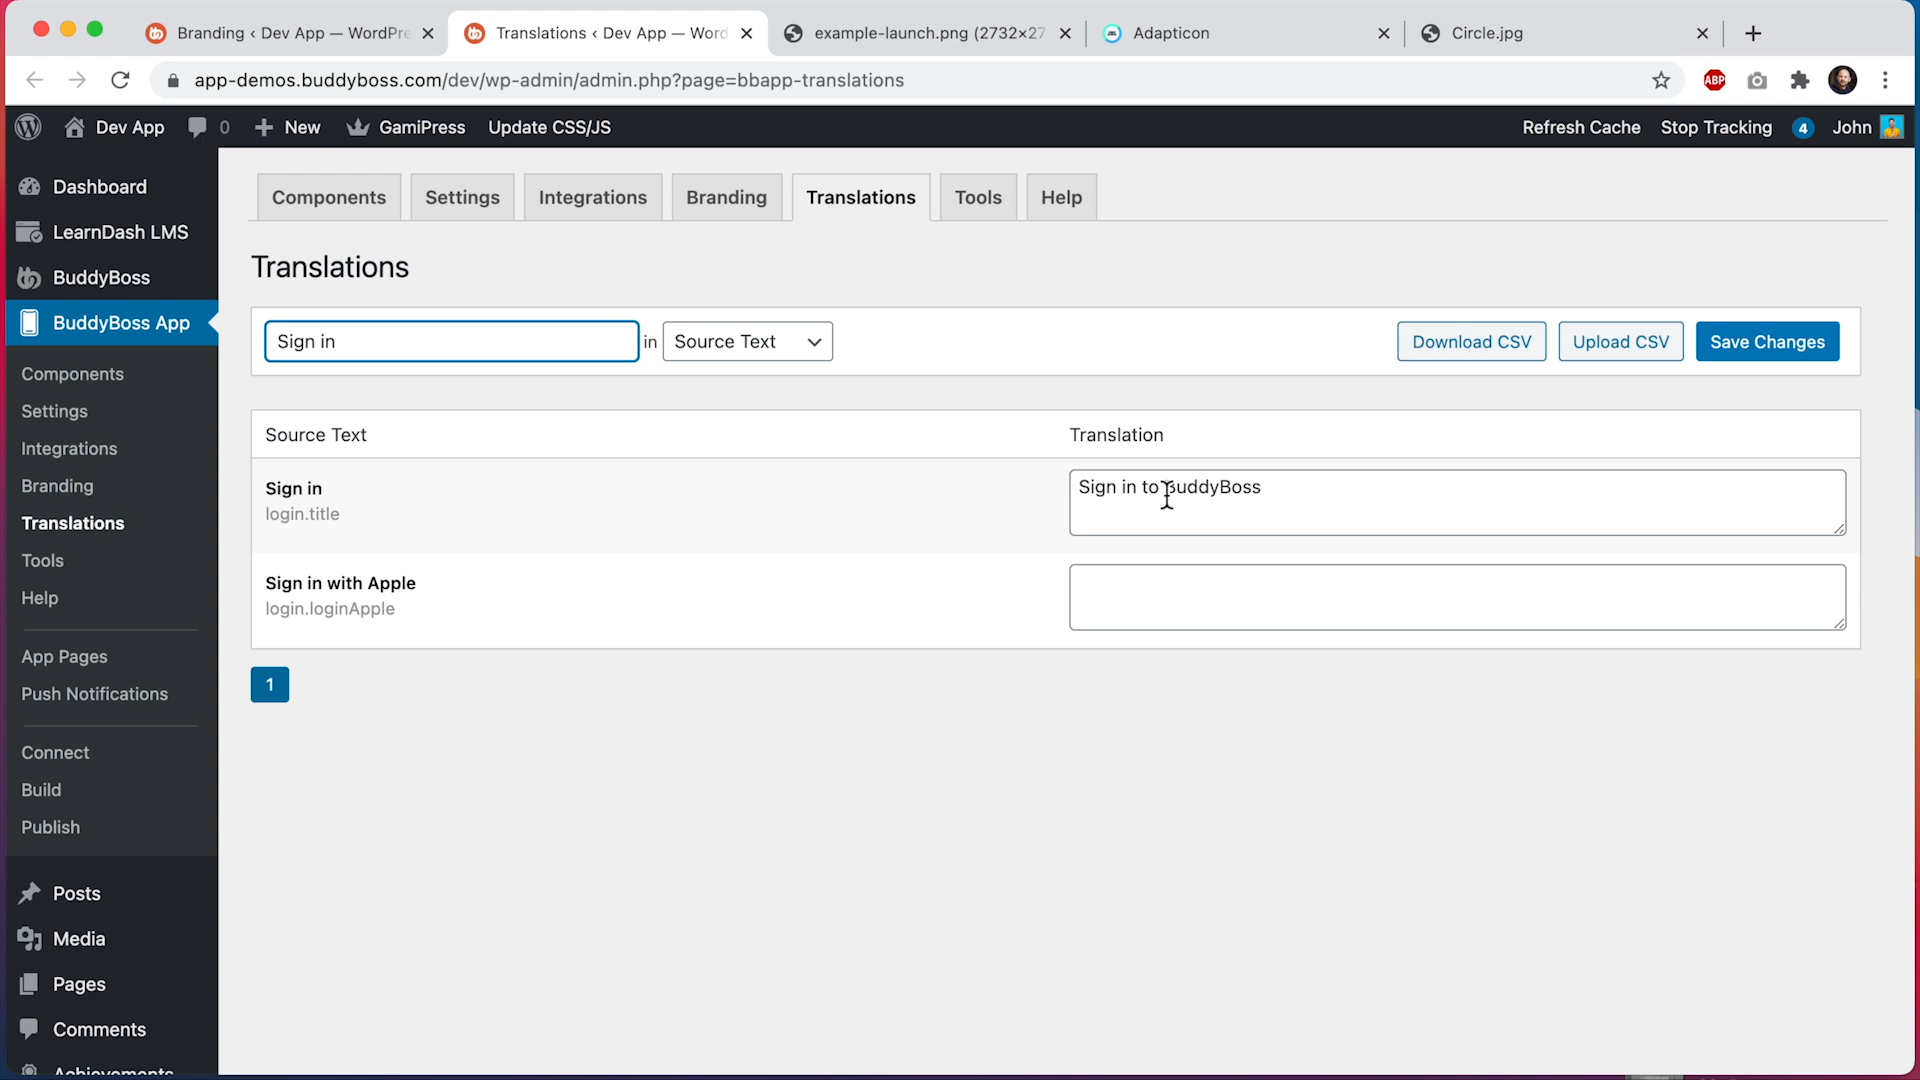 Branding ‹ Dev App — WordPre
Translations ‹ Dev App — Word
example-launch.png (2732×27
Adapticon
Circle.jpg
app-demos.buddyboss.com/dev/wp-admin/admin.php?page=bbapp-translations
ABP
Dev App 0 New GamiPress Update CSS/JS Refresh Cache Stop Tracking 4 John
Dashboard
LearnDash LMS
BuddyBoss
BuddyBoss App
Components
Settings
Integrations
Branding
Translations
Tools
Help
App Pages
Push Notifications
Connect
Build
Publish
Posts
Media
Pages
Comments
Achievements
Components Settings Integrations Branding Translations Tools Help
Translations
Sign in in Source Text Download CSV Upload CSV Save Changes
Source Text Translation
Sign in Sign in to BuddyBoss
login.title
Sign in with Apple
login.loginApple
1